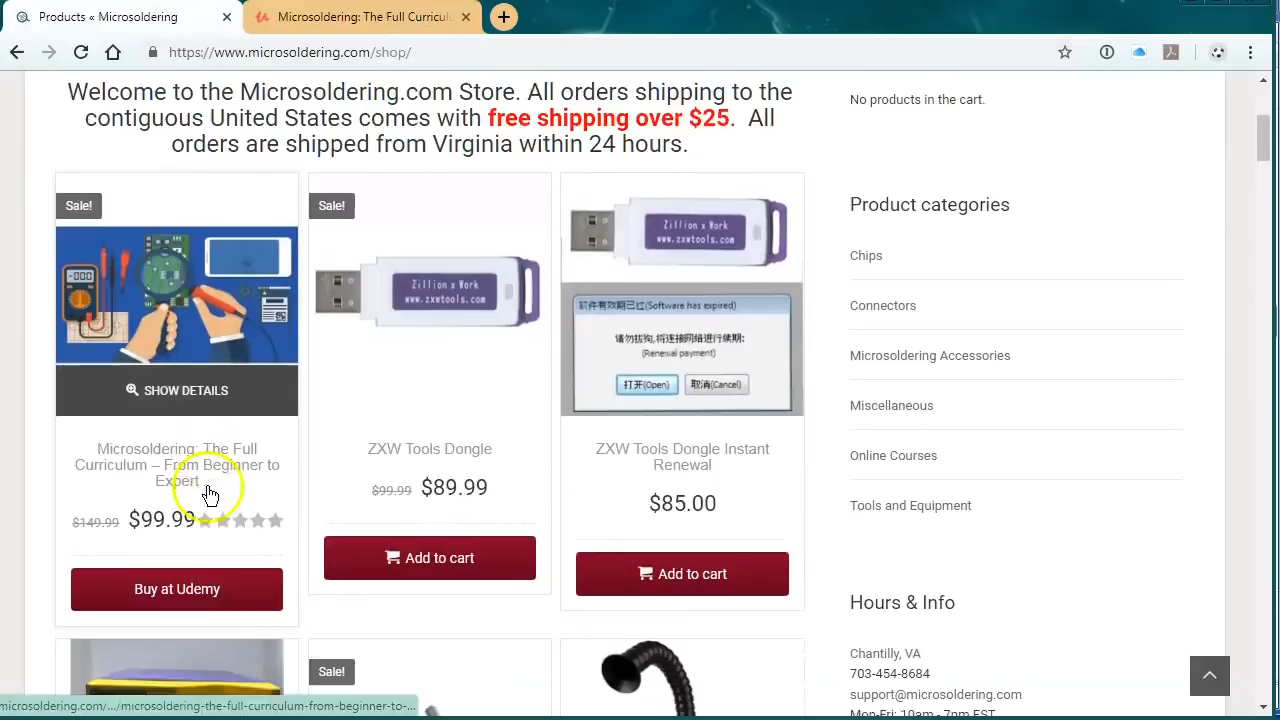 Products « Microsoldering
Microsoldering: The Full Curricul
https://www.microsoldering.com/shop/
Welcome to the Microsoldering.com Store. All orders shipping to the
contiguous United States comes with free shipping over $25. All
orders are shipped from Virginia within 24 hours.
No products in the cart.
Sale!
SHOW DETAILS
Microsoldering: The Full
Curriculum – From Beginner to
Expert
$149.99 $99.99
Buy at Udemy
Sale!
Zillion x Work
www.zxwtools.com
ZXW Tools Dongle
$99.99 $89.99
Add to cart
Zillion x Work
www.zxwtools.com
软件有效期已过(Software has expired)
请勿拔狗,将连接网络进行续期:
(Renewal payment)
打开(Open)
取消(Cancel)
ZXW Tools Dongle Instant
Renewal
$85.00
Add to cart
Sale!
Product categories
Chips
Connectors
Microsoldering Accessories
Miscellaneous
Online Courses
Tools and Equipment
Hours & Info
Chantilly, VA
703-454-8684
support@microsoldering.com
Mon-Fri: 10am - 7pm EST
microsoldering.com/.../microsoldering-the-full-curriculum-from-beginner-to-...